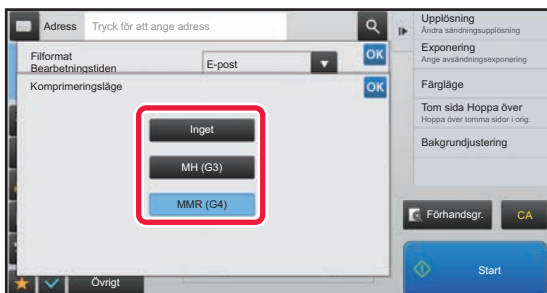 Adress
Tryck för att ange adress
Filformat
Bearbetningstiden
E-post
OK
Komprimeringsläge
OK
Inget
MH (G3)
MMR (G4)
Övrigt
Upplösning
Ändra sändningsupplösning
Exponering
Ange avsändningsexponering
Färgläge
Tom sida Hoppa över
Hoppa över tomma sidor i orig.
Bakgrundjustering
Förhandsgr.
CA
Start